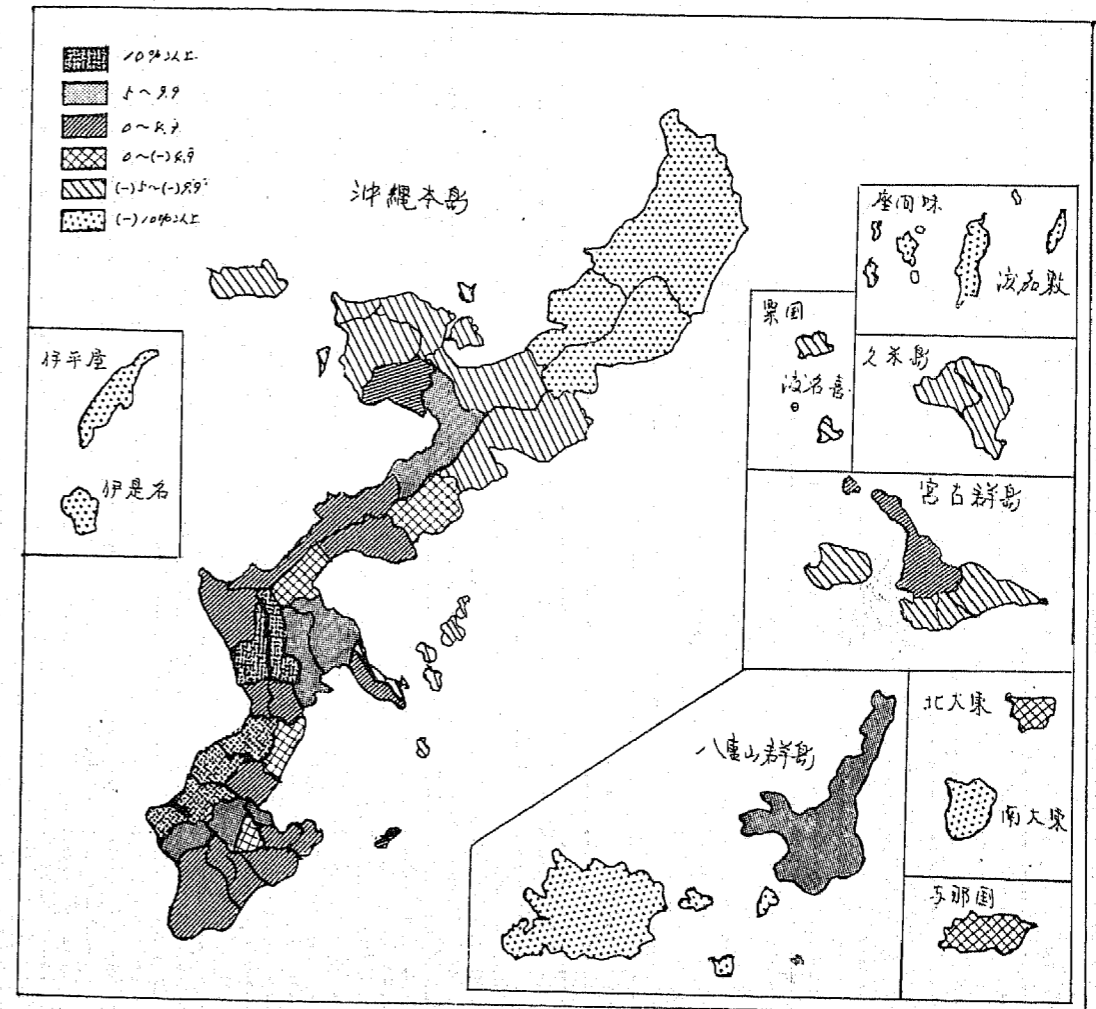 10%以上
5~9.9
0~4.9
0~(-)4.9
(-)5~(-)9.9
(-)10%以上
沖縄本島
伊平屋
伊是名
座間味
渡嘉敷
粟国
渡名喜
久米島
宮古群島
八重山群島
北大東
南大東
与那国